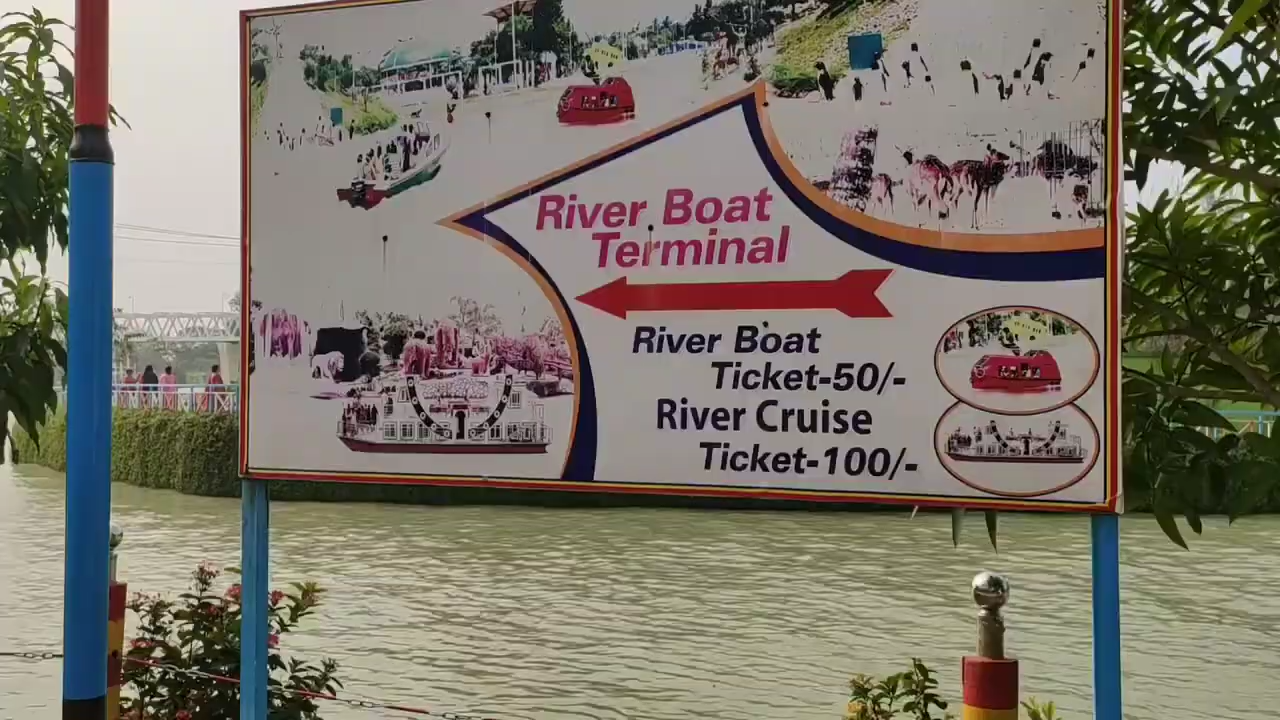 River Boat
Terminal
River Boat
Ticket-50/-
River Cruise
Ticket-100/-